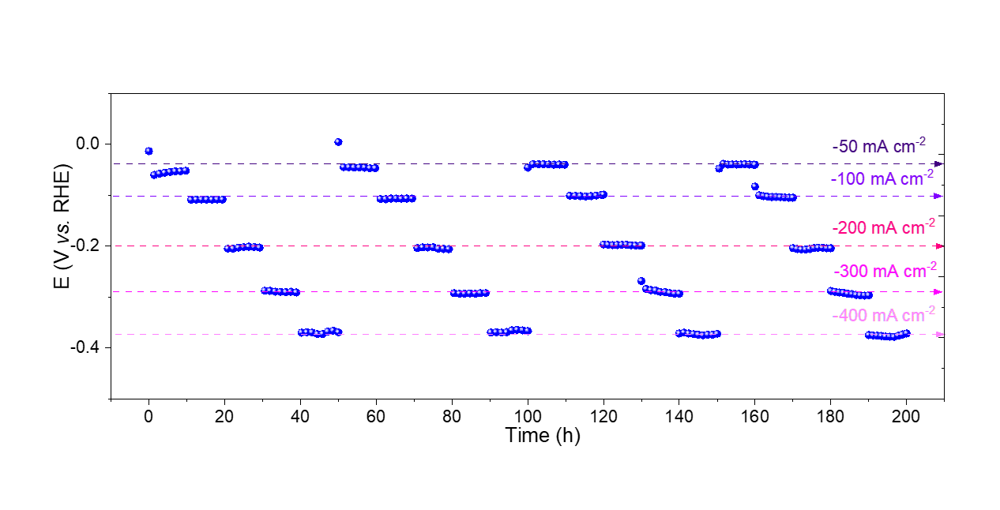 E (V vs. RHE)
0.0
-0.2
-0.4
-50 mA cm-2
-100 mA cm-2
-200 mA cm-2
-300 mA cm-2
-400 mA cm-2
0 20 40 60 80 100 120 140 160 180 200
Time (h)